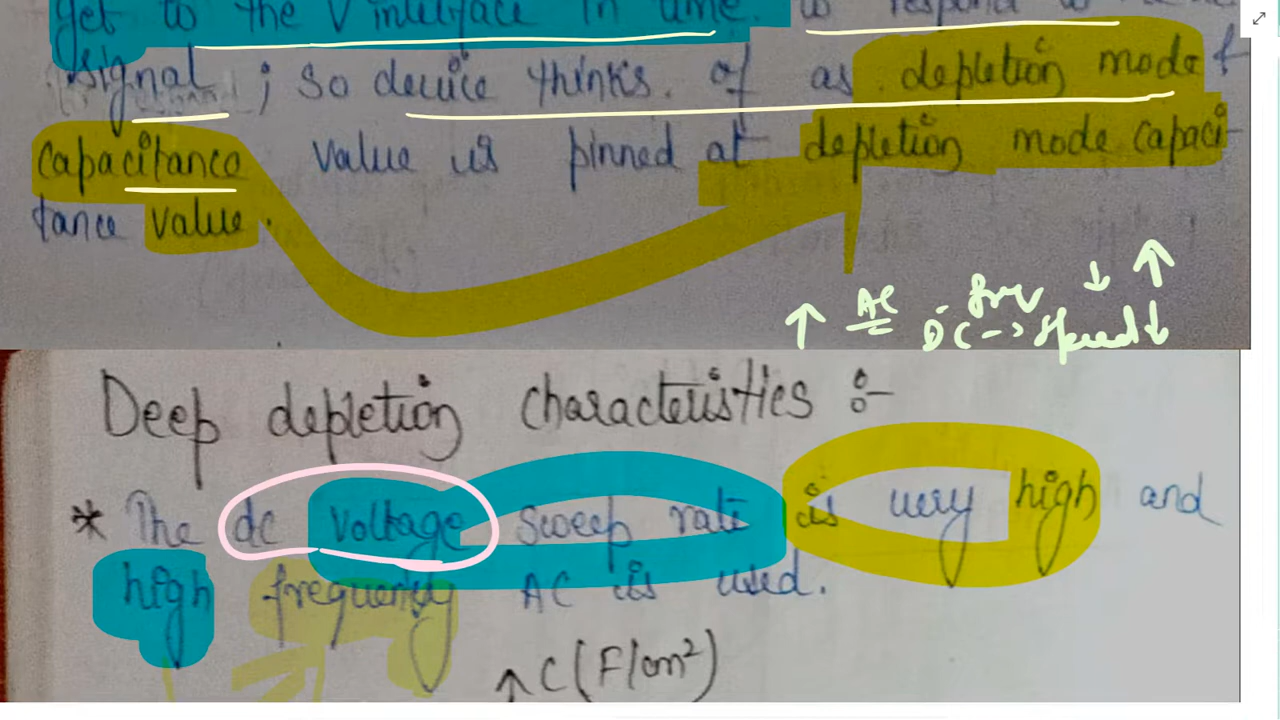 get to the V interface in time. to respond to
signal ; so device thinks. of as depletion mode &
capacitance value is pinned at depletion mode capaci-
tance value.
↑ AC - freq ↓ ↑
DC -> speed ↓
Deep depletion characteristics :-
* The dc voltage sweep rate is very high and
high frequency AC is used.
↑ C (F/cm²)